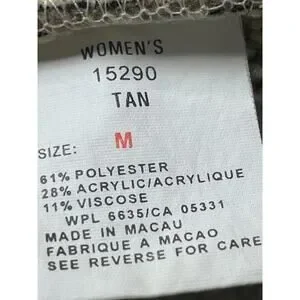 WOMEN'S
15290
TAN
SIZE: M
61% POLYESTER
28% ACRYLIC/ACRYLIQUE
11% VISCOSE
WPL 6635/CA 05331
MADE IN MACAU
FABRIQUE A MACAO
SEE REVERSE FOR CARE